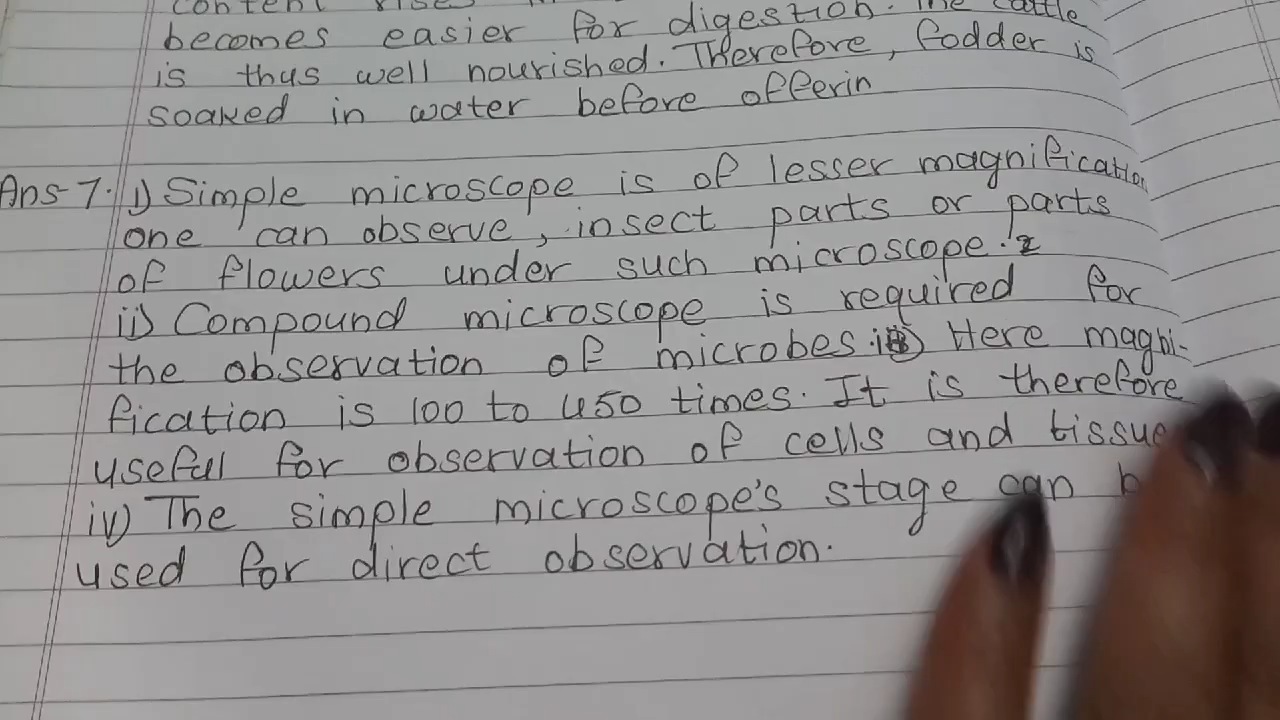 content rises
becomes easier for digestion. The cattle
is thus well nourished. Therefore, fodder is
soaked in water before offerin
Ans-7. i) Simple microscope is of lesser magnification
one can observe, insect parts or parts
of flowers under such microscope.
ii) Compound microscope is required for
the observation of microbes. Here magni-
fication is 100 to 450 times. It is therefore
useful for observation of cells and tissue
iv) The simple microscope's stage can b
used for direct observation.